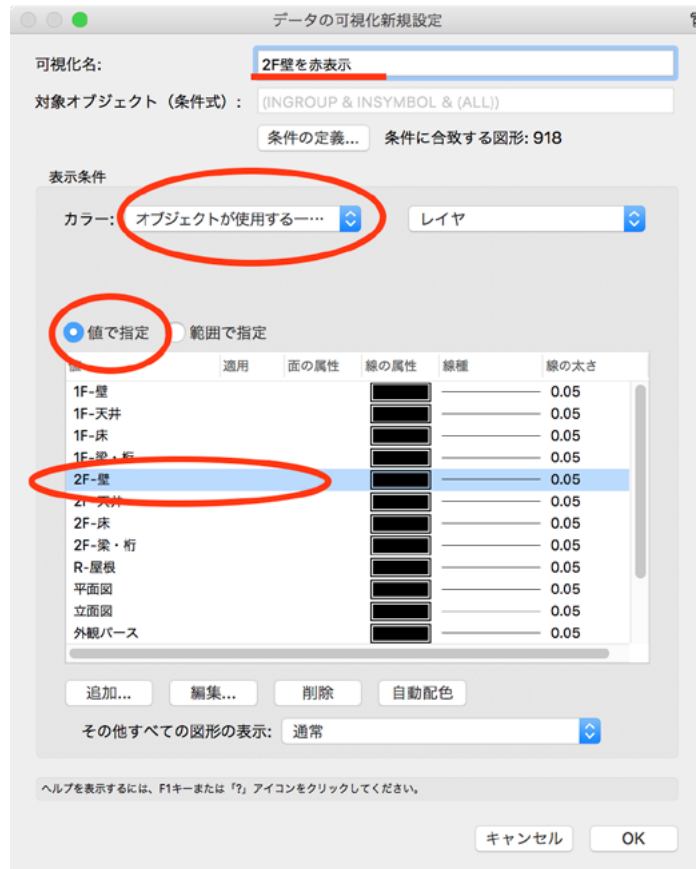 データの可視化新規設定
可視化名: 2F壁を赤表示
対象オブジェクト（条件式）: (INGROUP & INSYMBOL & (ALL))
条件の定義... 条件に合致する図形: 918
表示条件
カラー: オブジェクトが使用する一… レイヤ
値で指定 範囲で指定
適用 面の属性 線の属性 線種 線の太さ
1F-壁 0.05
1F-天井 0.05
1F-床 0.05
1F-梁・桁 0.05
2F-壁 0.05
2F-天井 0.05
2F-床 0.05
2F-梁・桁 0.05
R-屋根 0.05
平面図 0.05
立面図 0.05
外観パース 0.05
追加... 編集... 削除 自動配色
その他すべての図形の表示: 通常
ヘルプを表示するには、F1キーまたは「?」アイコンをクリックしてください。
キャンセル OK